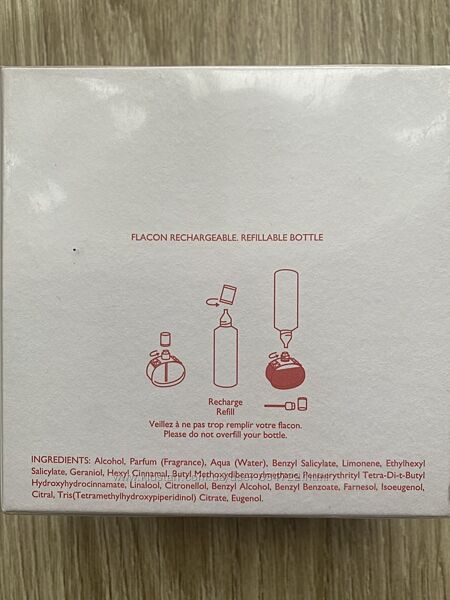 FLACON RECHARGEABLE. REFILLABLE BOTTLE
Recharge
Refill
Veillez à ne pas trop remplir votre flacon.
Please do not overfill your bottle.
INGREDIENTS: Alcohol, Parfum (Fragrance), Aqua (Water), Benzyl Salicylate, Limonene, Ethylhexyl
Salicylate, Geraniol, Hexyl Cinnamal, Butyl Methoxydibenzoylmethane, Pentaerythrityl Tetra-Di-t-Butyl
Hydroxyhydrocinnamate, Linalool, Citronellol, Benzyl Alcohol, Benzyl Benzoate, Farnesol, Isoeugenol,
Citral, Tris(Tetramethylhydroxypiperidinol) Citrate, Eugenol.